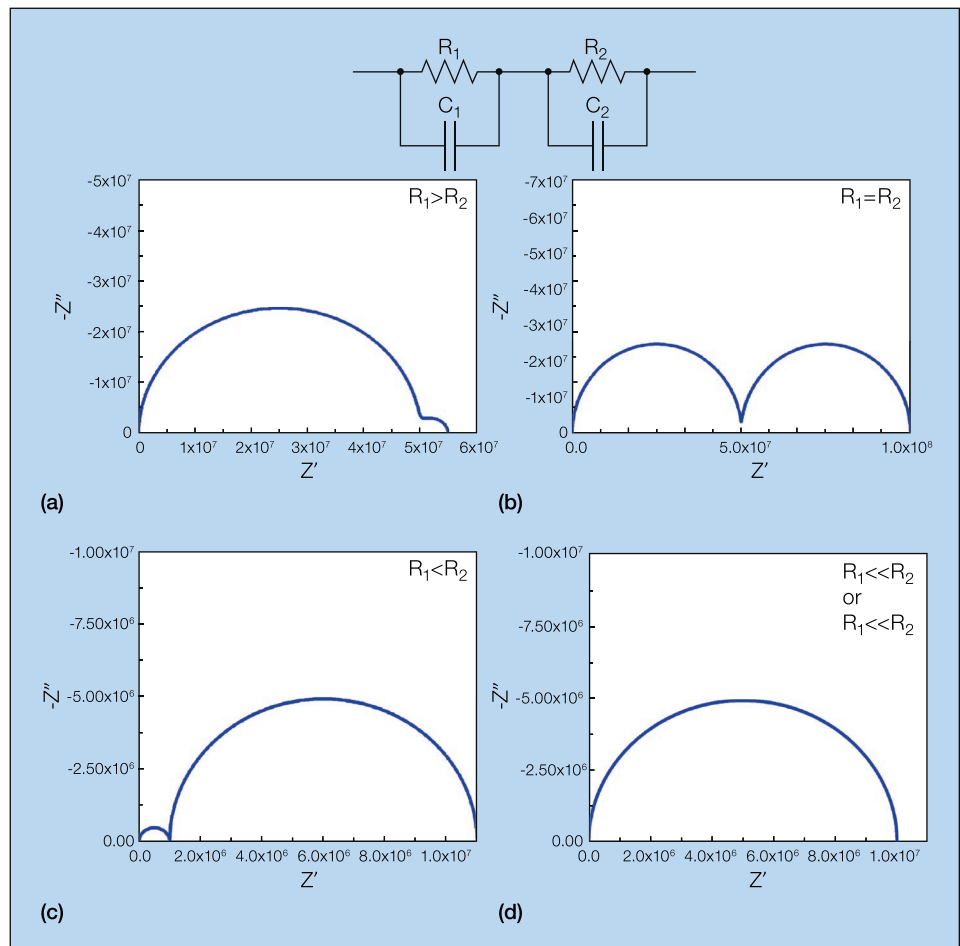 R₁ R₂
C₁ C₂
-5x10⁷
-4x10⁷
-3x10⁷
-2x10⁷
-1x10⁷
0
-Z″
R₁>R₂
0 1x10⁷ 2x10⁷ 3x10⁷ 4x10⁷ 5x10⁷ 6x10⁷
Z′
(a)
-7x10⁷
-6x10⁷
-5x10⁷
-4x10⁷
-3x10⁷
-2x10⁷
-1x10⁷
0
-Z″
R₁=R₂
0.0 5.0x10⁷ 1.0x10⁸
Z′
(b)
-1.00x10⁷
-7.50x10⁶
-5.00x10⁶
-2.50x10⁶
0.00
-Z″
R₁<R₂
0.0 2.0x10⁶ 4.0x10⁶ 6.0x10⁶ 8.0x10⁶ 1.0x10⁷
Z′
(c)
-1.00x10⁷
-7.50x10⁶
-5.00x10⁶
-2.50x10⁶
0.00
-Z″
R₁<<R₂
or
R₁<<R₂
0.0 2.0x10⁶ 4.0x10⁶ 6.0x10⁶ 8.0x10⁶ 1.0x10⁷
Z′
(d)